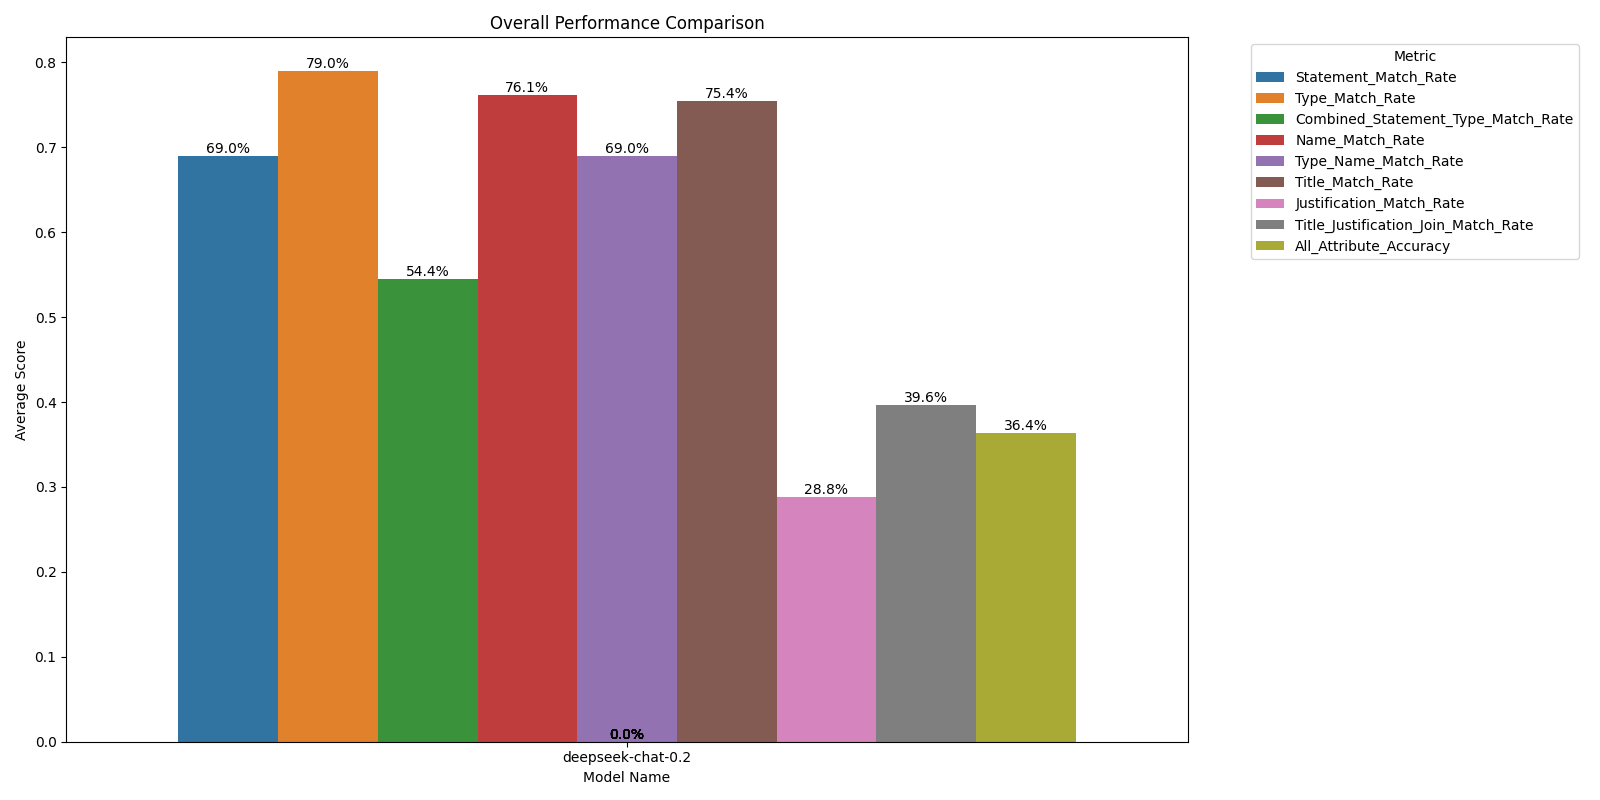 Overall Performance Comparison
Average Score
0.8
0.7
0.6
0.5
0.4
0.3
0.2
0.1
0.0
69.0%
79.0%
54.4%
76.1%
69.0%
75.4%
28.8%
39.6%
36.4%
0.0%
deepseek-chat-0.2
Model Name
Metric
Statement_Match_Rate
Type_Match_Rate
Combined_Statement_Type_Match_Rate
Name_Match_Rate
Type_Name_Match_Rate
Title_Match_Rate
Justification_Match_Rate
Title_Justification_Join_Match_Rate
All_Attribute_Accuracy